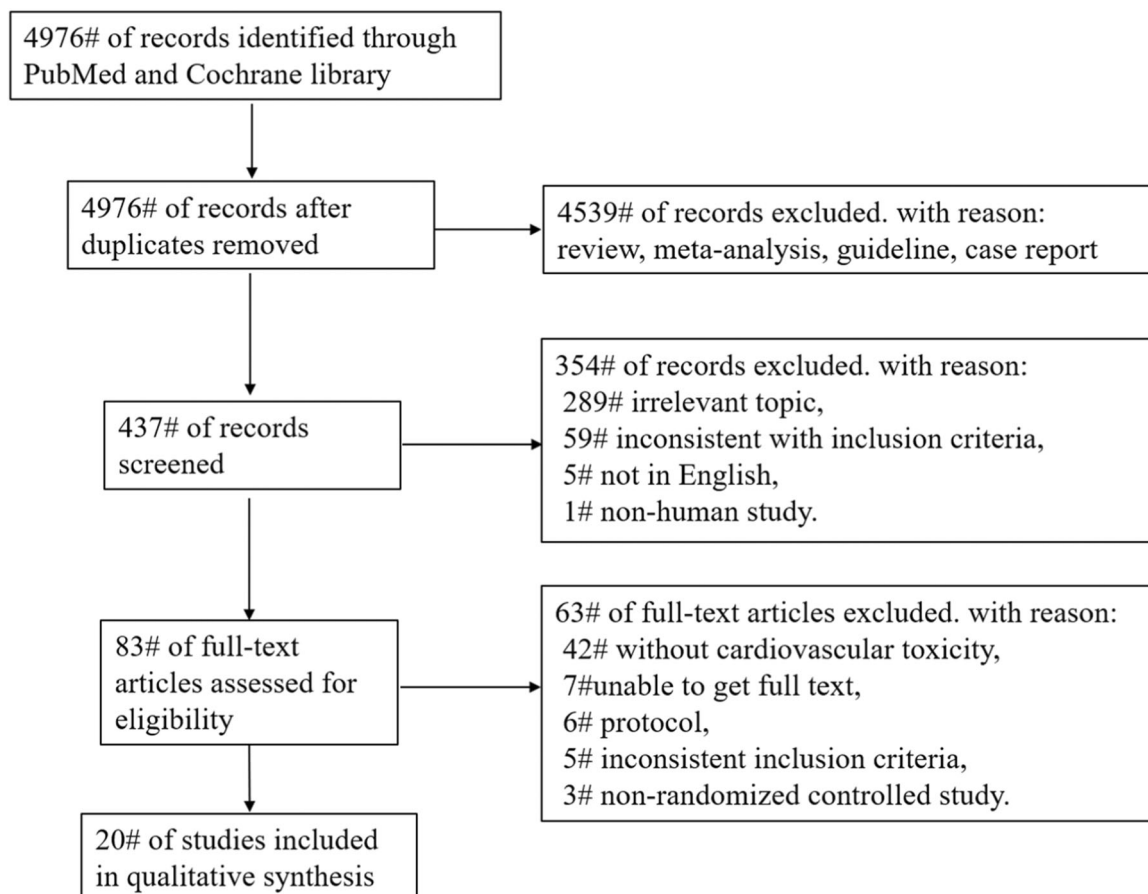 4976# of records identified through
PubMed and Cochrane library
4976# of records after
duplicates removed
4539# of records excluded. with reason:
review, meta-analysis, guideline, case report
437# of records
screened
354# of records excluded. with reason:
289# irrelevant topic,
59# inconsistent with inclusion criteria,
5# not in English,
1# non-human study.
83# of full-text
articles assessed for
eligibility
63# of full-text articles excluded. with reason:
42# without cardiovascular toxicity,
7#unable to get full text,
6# protocol,
5# inconsistent inclusion criteria,
3# non-randomized controlled study.
20# of studies included
in qualitative synthesis